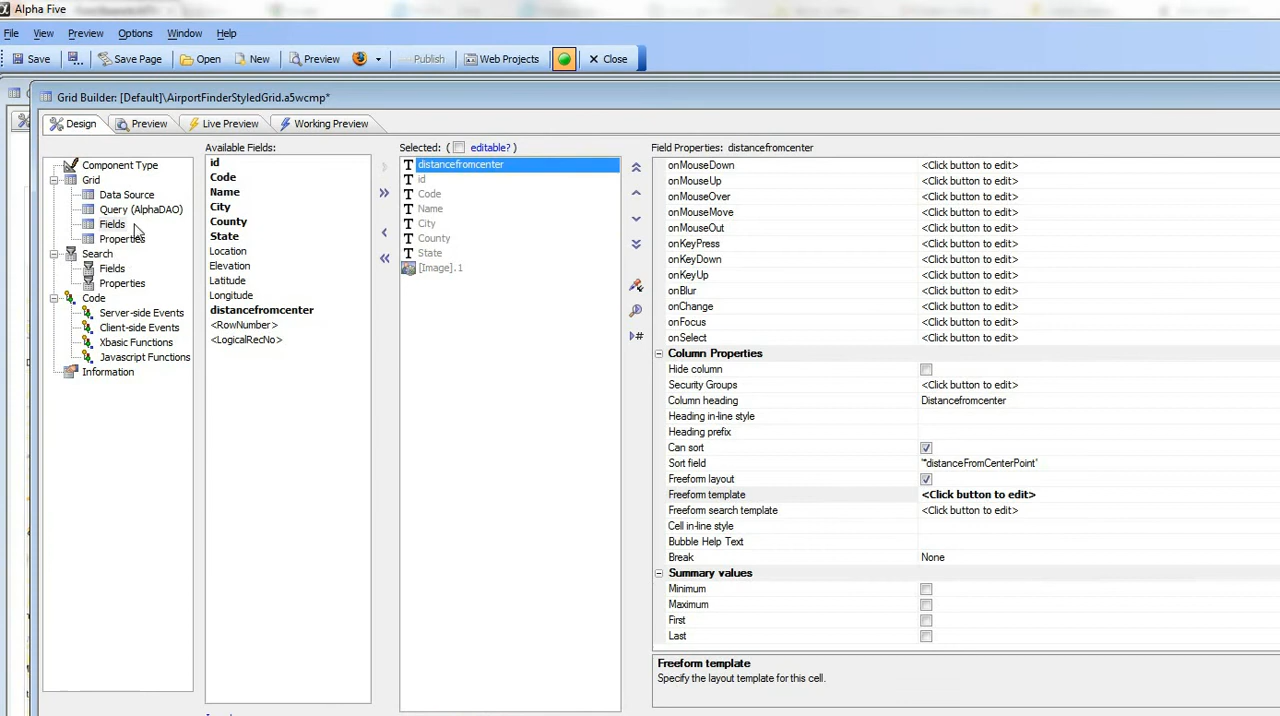 Alpha Five
File View Preview Options Window Help
Save Save Page Open New Preview Publish Web Projects Close
Grid Builder: [Default]\AirportFinderStyledGrid.a5wcmp*
Design Preview Live Preview Working Preview
Component Type
Grid
Data Source
Query (AlphaDAO)
Fields
Properties
Search
Fields
Properties
Code
Server-side Events
Client-side Events
Xbasic Functions
Javascript Functions
Information
Available Fields:
id
Code
Name
City
County
State
Location
Elevation
Latitude
Longitude
distancefromcenter
<RowNumber>
<LogicalRecNo>
Selected: ( editable? )
distancefromcenter
id
Code
Name
City
County
State
[Image].1
Field Properties: distancefromcenter
onMouseDown <Click button to edit>
onMouseUp <Click button to edit>
onMouseOver <Click button to edit>
onMouseMove <Click button to edit>
onMouseOut <Click button to edit>
onKeyPress <Click button to edit>
onKeyDown <Click button to edit>
onKeyUp <Click button to edit>
onBlur <Click button to edit>
onChange <Click button to edit>
onFocus <Click button to edit>
onSelect <Click button to edit>
Column Properties
Hide column
Security Groups <Click button to edit>
Column heading Distancefromcenter
Heading in-line style
Heading prefix
Can sort
Sort field '"distanceFromCenterPoint'
Freeform layout
Freeform template <Click button to edit>
Freeform search template <Click button to edit>
Cell in-line style
Bubble Help Text
Break None
Summary values
Minimum
Maximum
First
Last
Freeform template
Specify the layout template for this cell.